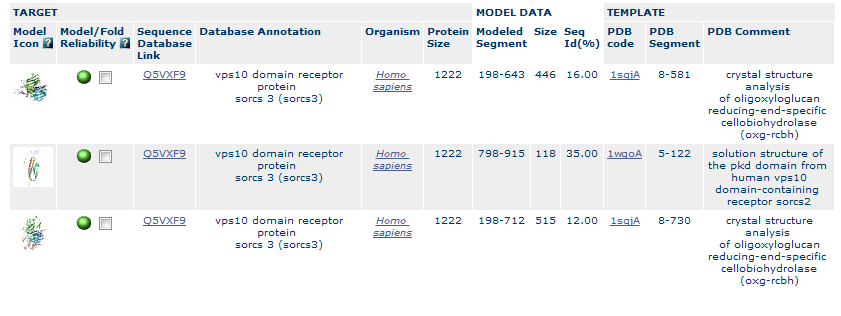 TARGET MODEL DATA TEMPLATE
Model Model/Fold Sequence Database Annotation Organism Protein Modeled Size Seq PDB PDB PDB Comment
Icon ? Reliability ? Database Size Segment Id(%) code Segment
Link
Q5VXF9 vps10 domain receptor Homo 1222 198-643 446 16.00 1sqjA 8-581 crystal structure
protein sapiens analysis
sorcs 3 (sorcs3) of oligoxyloglucan
reducing-end-specific
cellobiohydrolase
(oxg-rcbh)
Q5VXF9 vps10 domain receptor Homo 1222 798-915 118 35.00 1wgoA 5-122 solution structure of
protein sapiens the pkd domain from
sorcs 3 (sorcs3) human vps10
domain-containing
receptor sorcs2
Q5VXF9 vps10 domain receptor Homo 1222 198-712 515 12.00 1sqjA 8-730 crystal structure
protein sapiens analysis
sorcs 3 (sorcs3) of oligoxyloglucan
reducing-end-specific
cellobiohydrolase
(oxg-rcbh)